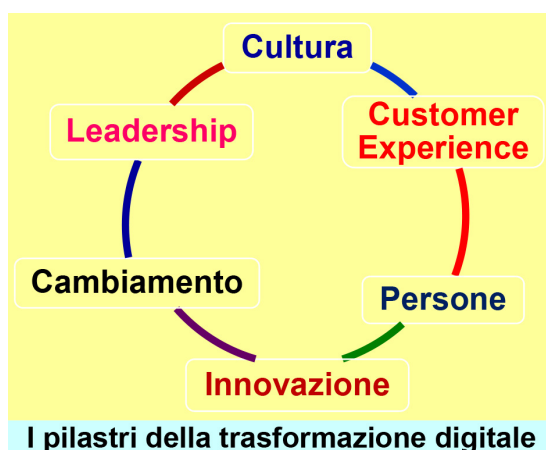 Cultura
Customer
Experience
Persone
Innovazione
Cambiamento
Leadership
I pilastri della trasformazione digitale